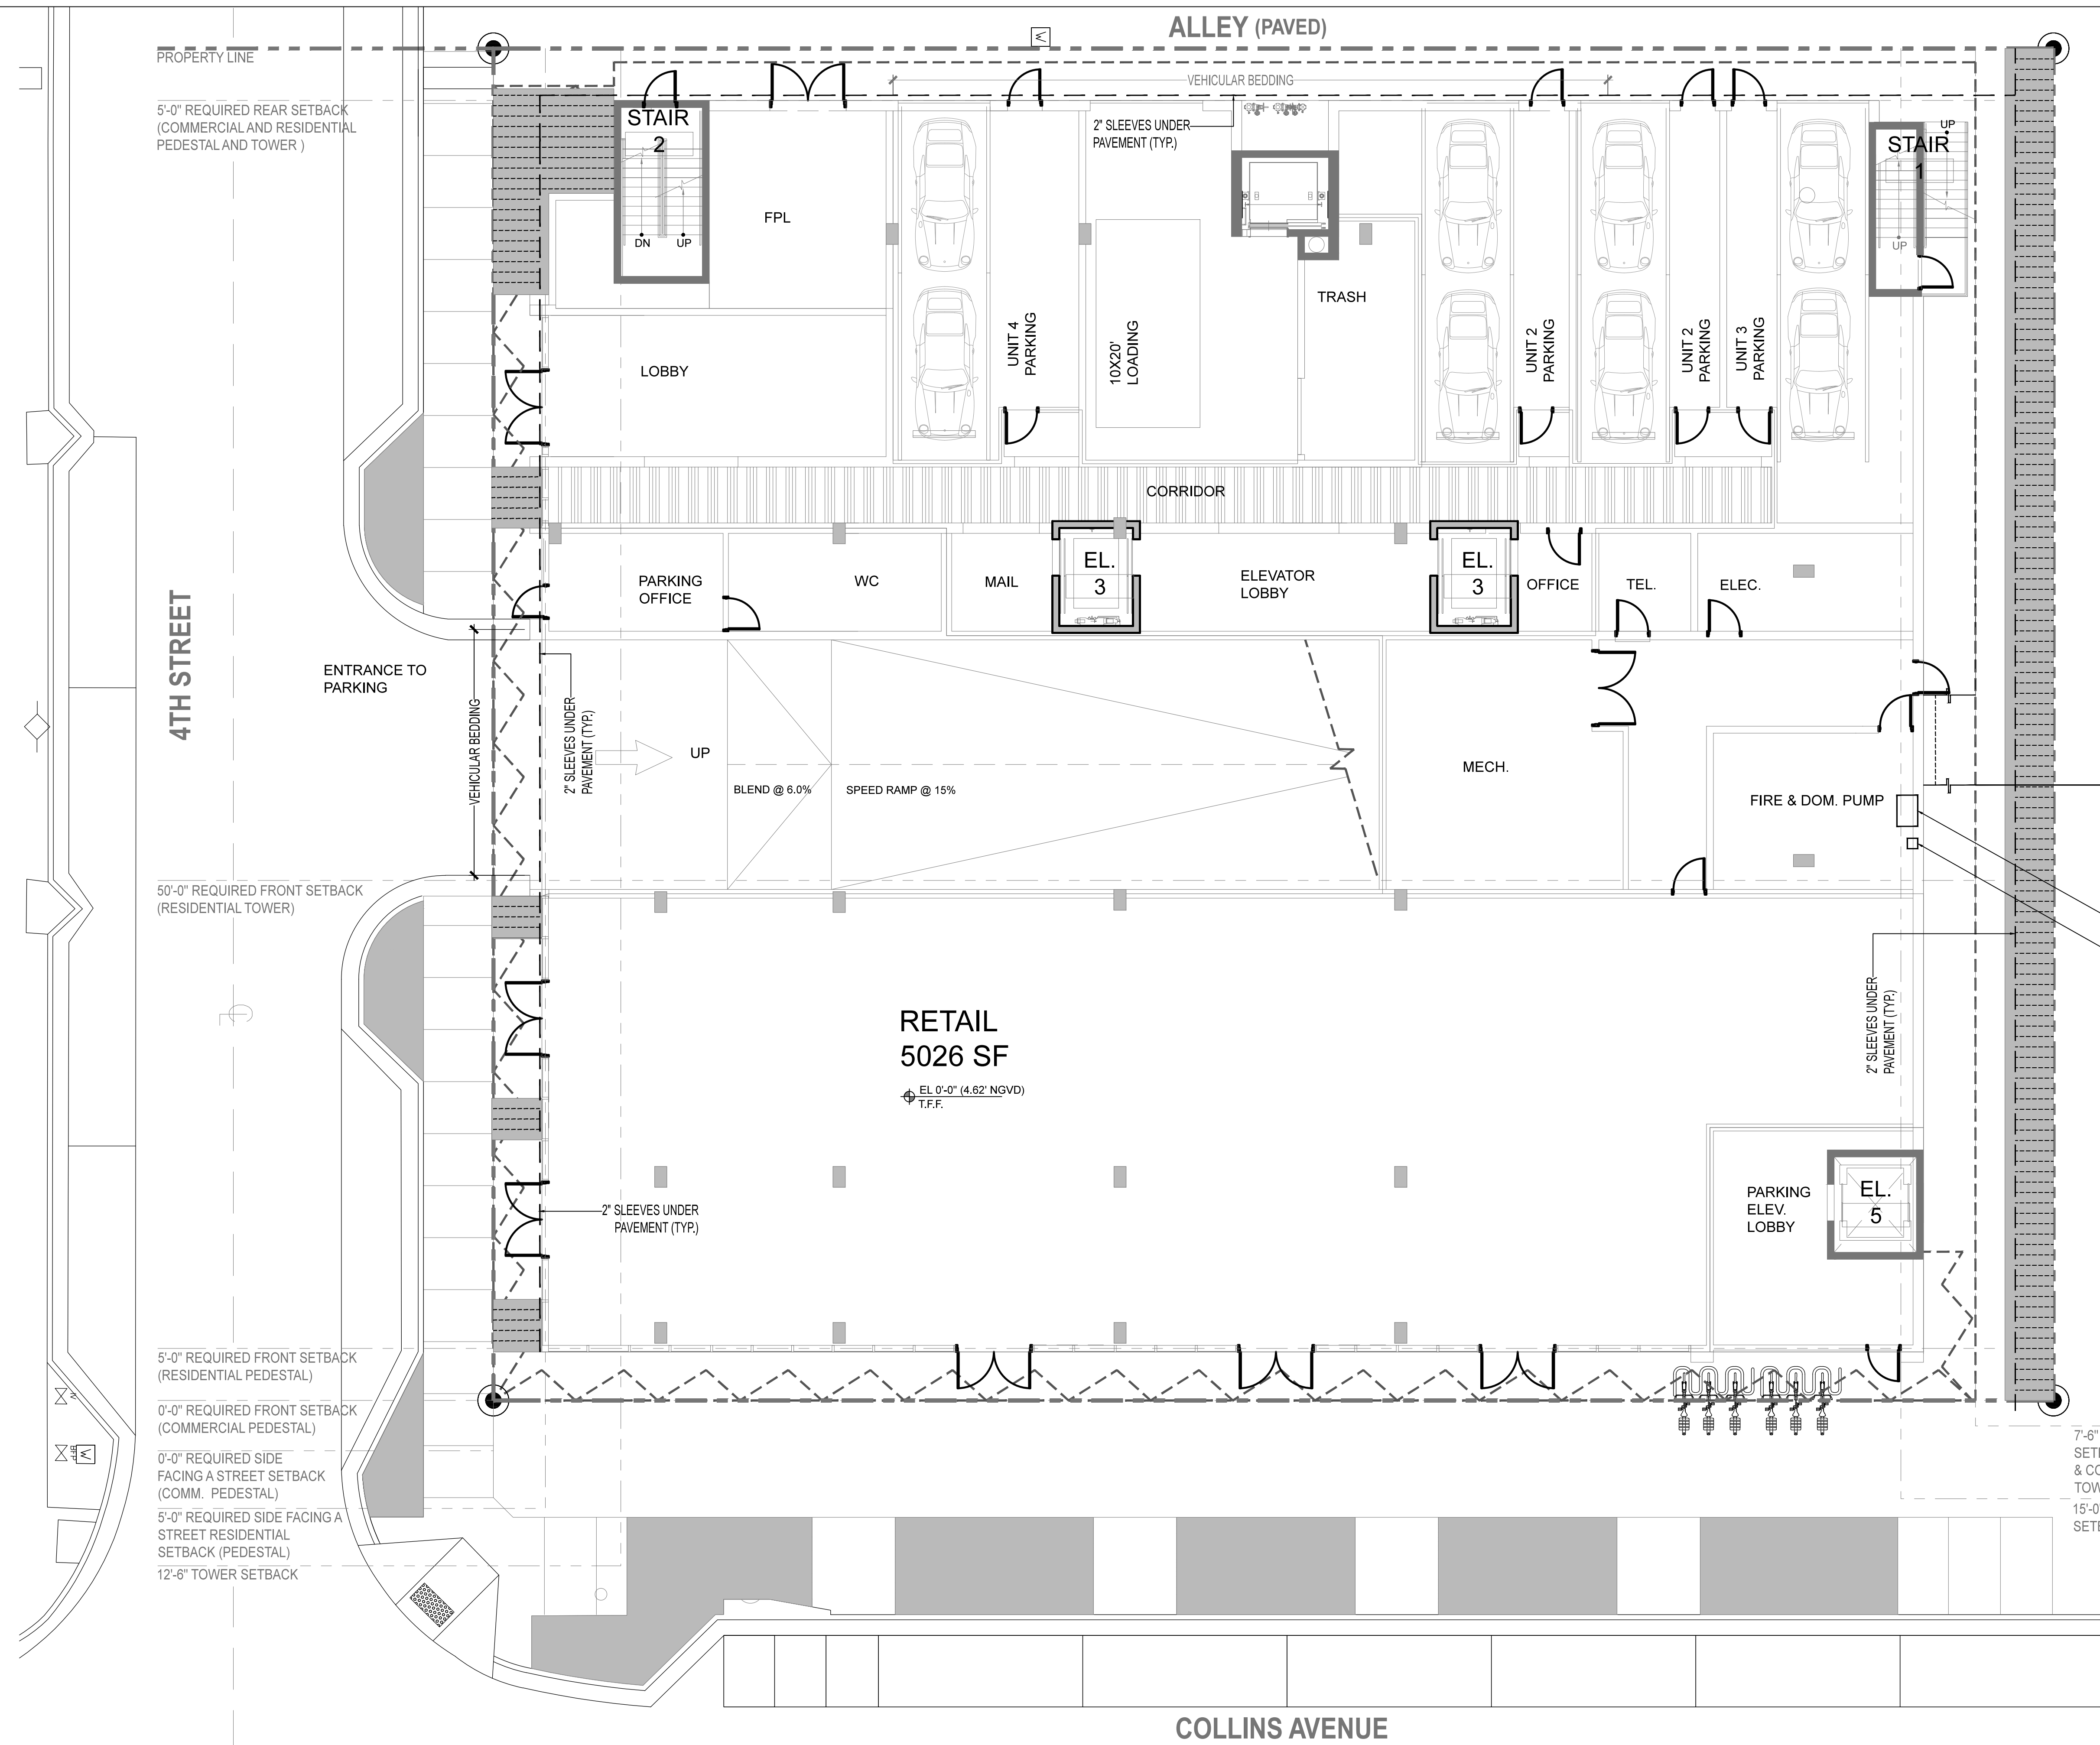 ALLEY (PAVED)
W
PROPERTY LINE
VEHICULAR BEDDING
5'-0" REQUIRED REAR SETBACK
(COMMERCIAL AND RESIDENTIAL
PEDESTAL AND TOWER )
STAIR
2
2" SLEEVES UNDER
PAVEMENT (TYP.)
UP
STAIR
1
FPL
DN
UP
UP
TRASH
UNIT 4
PARKING
10X20'
LOADING
UNIT 2
PARKING
UNIT 2
PARKING
UNIT 3
PARKING
LOBBY
CORRIDOR
PARKING
OFFICE
WC
MAIL
EL.
3
ELEVATOR
LOBBY
EL.
3
OFFICE
TEL.
ELEC.
4TH STREET
ENTRANCE TO
PARKING
VEHICULAR BEDDING
2" SLEEVES UNDER
PAVEMENT (TYP.)
UP
BLEND @ 6.0%
SPEED RAMP @ 15%
MECH.
FIRE & DOM. PUMP
50'-0" REQUIRED FRONT SETBACK
(RESIDENTIAL TOWER)
RETAIL
5026 SF
EL 0'-0" (4.62' NGVD)
T.F.F.
2" SLEEVES UNDER
PAVEMENT (TYP.)
2" SLEEVES UNDER
PAVEMENT (TYP.)
PARKING
ELEV.
LOBBY
EL.
5
5'-0" REQUIRED FRONT SETBACK
(RESIDENTIAL PEDESTAL)
0'-0" REQUIRED FRONT SETBACK
(COMMERCIAL PEDESTAL)
0'-0" REQUIRED SIDE
FACING A STREET SETBACK
(COMM. PEDESTAL)
W
5'-0" REQUIRED SIDE FACING A
STREET RESIDENTIAL
SETBACK (PEDESTAL)
12'-6" TOWER SETBACK
7'-6"
& 
15'-0
COLLINS AVENUE